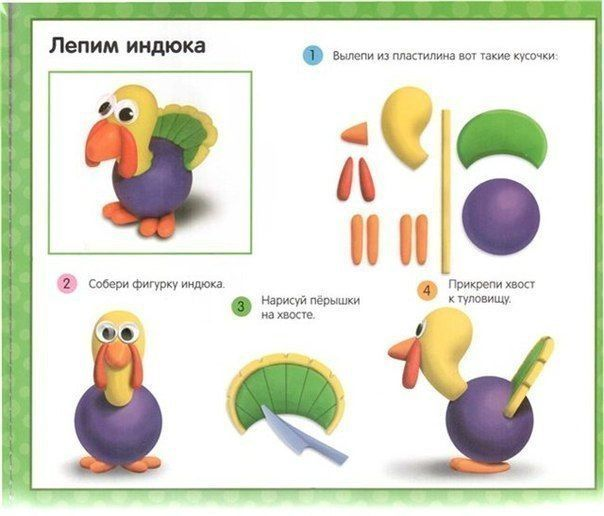 Лепим индюка
1 Вылепи из пластилина вот такие кусочки:
2 Собери фигурку индюка.
3 Нарисуй пёрышки
на хвосте.
4 Прикрепи хвост
к туловищу.